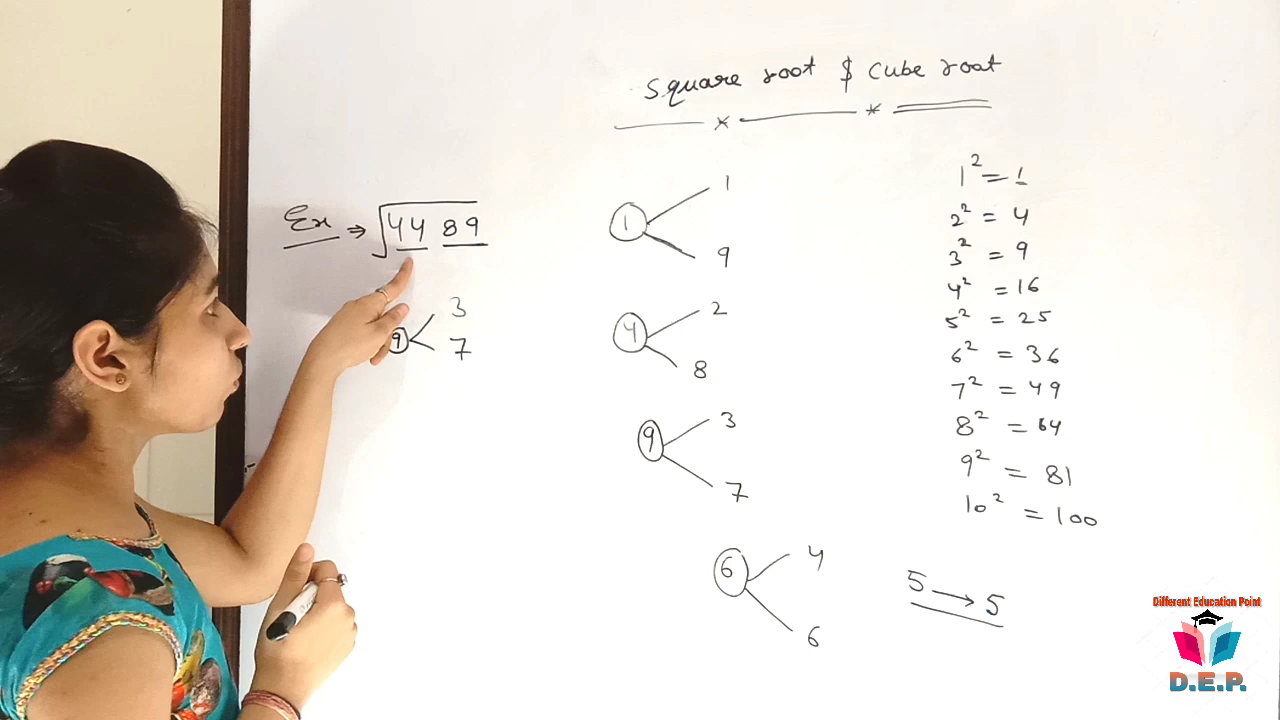 Square root $ Cube root
Ex ⇒ √44 89
9 3
7
1 1
9
4 2
8
9 3
7
6 4
6
1² = 1
2² = 4
3² = 9
4² = 16
5² = 25
6² = 36
7² = 49
8² = 64
9² = 81
10² = 100
5 → 5
Different Education Point
D.E.P.